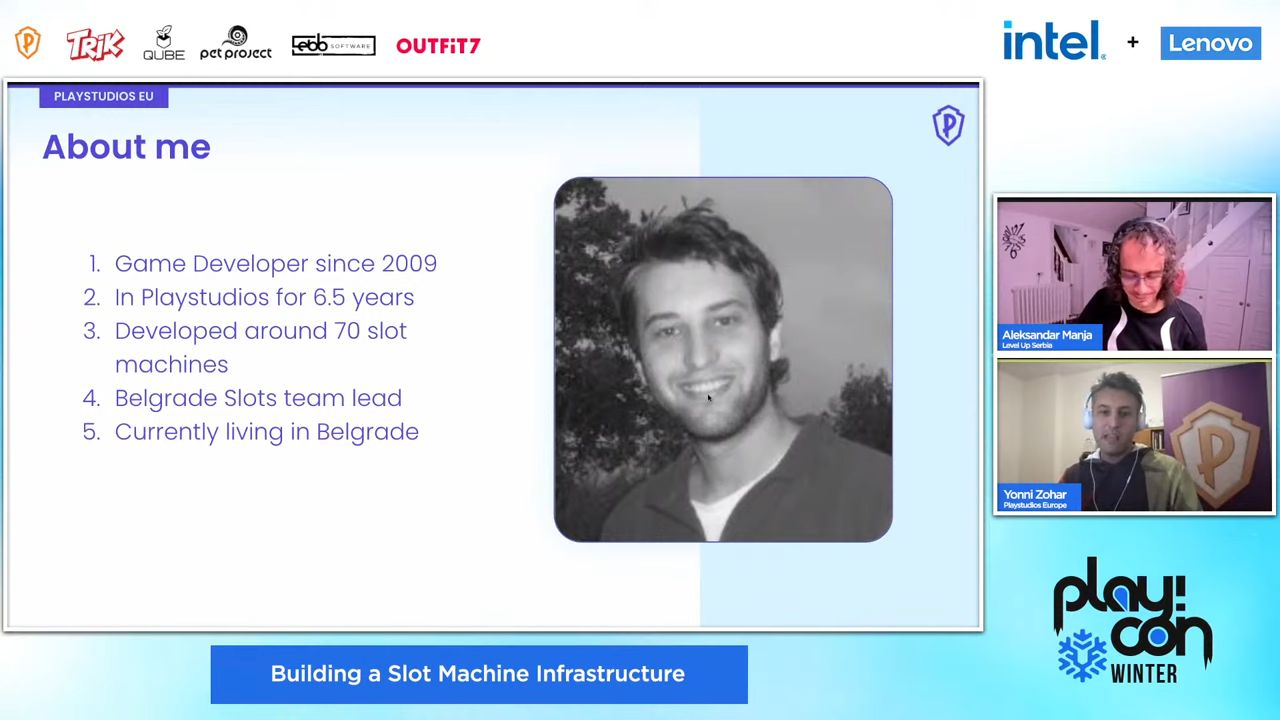 TRiK
QUBE
pet project
Lebb SOFTWARE
OUTFIT7
intel.
+
Lenovo
PLAYSTUDIOS EU
About me
1. Game Developer since 2009
2. In Playstudios for 6.5 years
3. Developed around 70 slot
machines
4. Belgrade Slots team lead
5. Currently living in Belgrade
Aleksandar Manja
Level Up Serbia
Yonni Zohar
Playstudios Europe
play!
con
WINTER
Building a Slot Machine Infrastructure